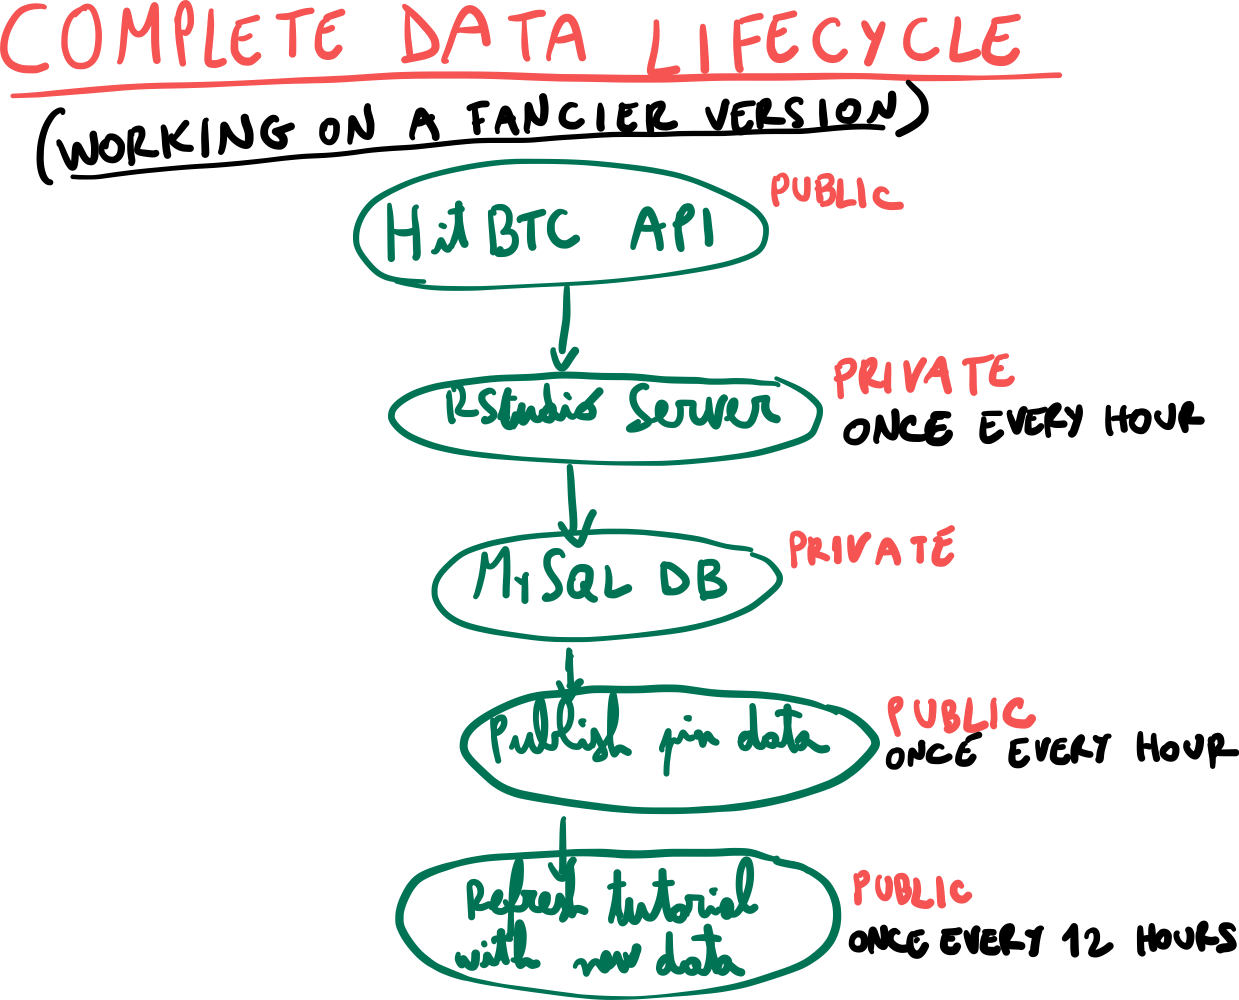 COMPLETE DATA LIFECYCLE
(WORKING ON A FANCIER VERSION)
HitBTC API
PUBLIC
RStudio Server
PRIVATE
ONCE EVERY HOUR
MySQL DB
PRIVATE
Publish pin data
PUBLIC
ONCE EVERY HOUR
Refresh tutorial
with new data
PUBLIC
ONCE EVERY 12 HOURS